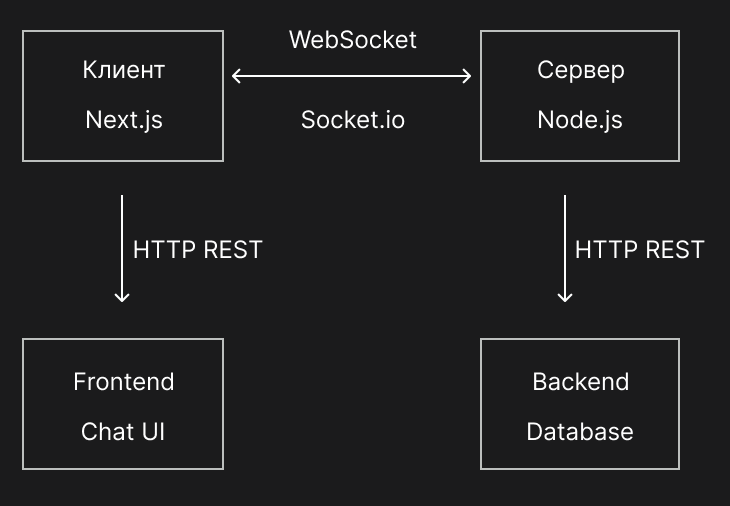 WebSocket
Клиент
Next.js
Socket.io
Сервер
Node.js
HTTP REST
HTTP REST
Frontend
Chat UI
Backend
Database